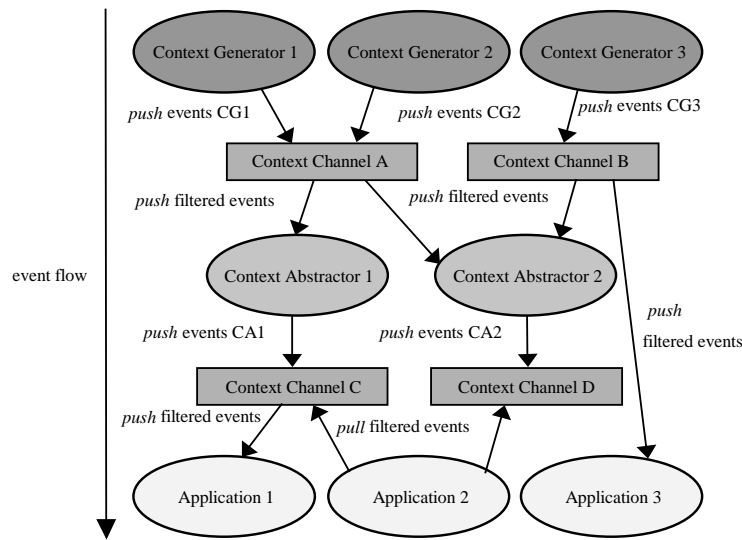 Context Generator 1
Context Generator 2
Context Generator 3
push events CG1
push events CG2
push events CG3
Context Channel A
Context Channel B
push filtered events
push filtered events
event flow
Context Abstractor 1
Context Abstractor 2
push
filtered events
push events CA1
push events CA2
Context Channel C
Context Channel D
push filtered events
pull filtered events
Application 1
Application 2
Application 3